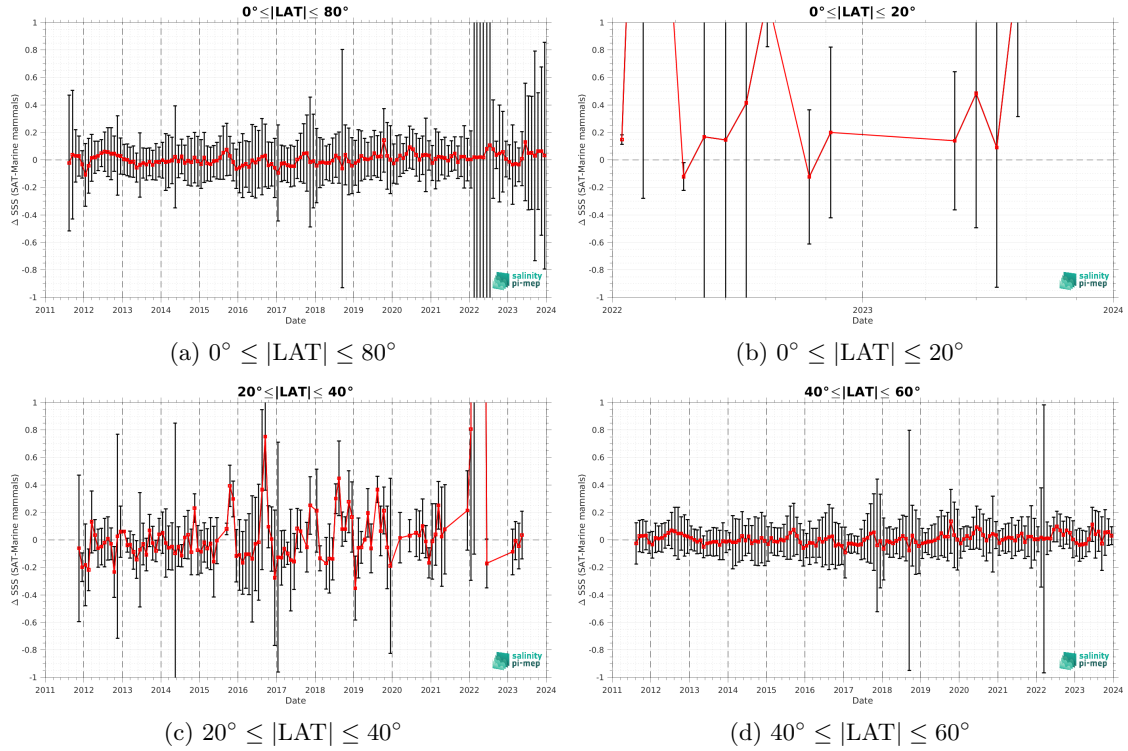 0°≤|LAT|≤ 80°
1
0.8
0.6
0.4
0.2
0
-0.2
-0.4
-0.6
-0.8
-1
Δ SSS (SAT-Marine mammals)
2011 2012 2013 2014 2015 2016 2017 2018 2019 2020 2021 2022 2023 2024
Date
salinity
pi-mep
(a) 0° ≤ |LAT| ≤ 80°
0°≤|LAT|≤ 20°
1
0.8
0.6
0.4
0.2
0
-0.2
-0.4
-0.6
-0.8
-1
Δ SSS (SAT-Marine mammals)
2022 2023 2024
Date
salinity
pi-mep
(b) 0° ≤ |LAT| ≤ 20°
20°≤|LAT|≤ 40°
1
0.8
0.6
0.4
0.2
0
-0.2
-0.4
-0.6
-0.8
-1
Δ SSS (SAT-Marine mammals)
2011 2012 2013 2014 2015 2016 2017 2018 2019 2020 2021 2022 2023 2024
Date
salinity
pi-mep
(c) 20° ≤ |LAT| ≤ 40°
40°≤|LAT|≤ 60°
1
0.8
0.6
0.4
0.2
0
-0.2
-0.4
-0.6
-0.8
-1
Δ SSS (SAT-Marine mammals)
2011 2012 2013 2014 2015 2016 2017 2018 2019 2020 2021 2022 2023 2024
Date
salinity
pi-mep
(d) 40° ≤ |LAT| ≤ 60°